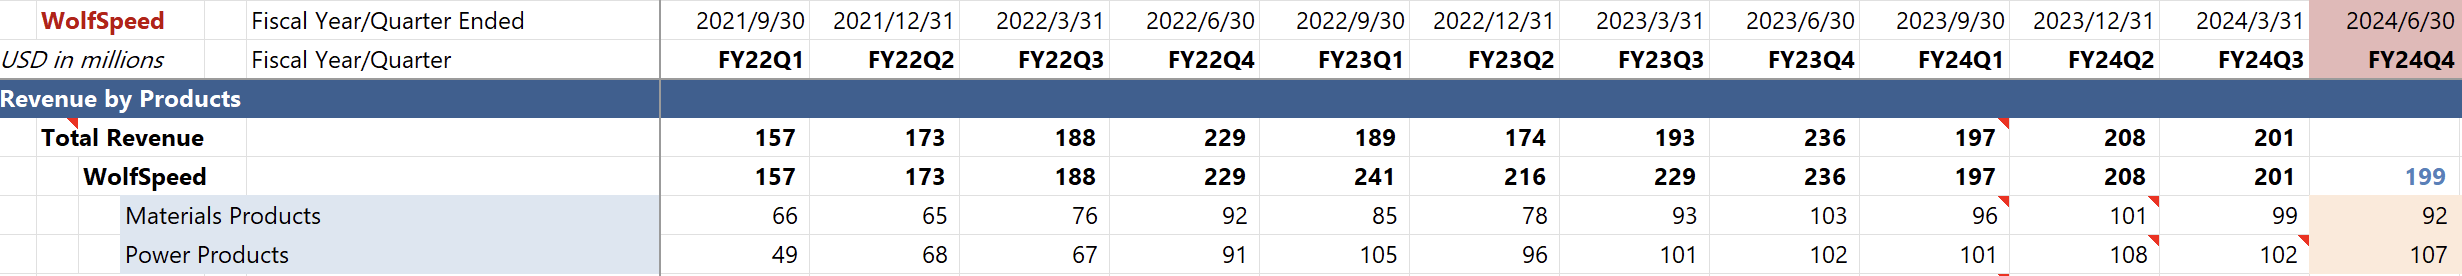 WolfSpeed Fiscal Year/Quarter Ended 2021/9/30 2021/12/31 2022/3/31 2022/6/30 2022/9/30 2022/12/31 2023/3/31 2023/6/30 2023/9/30 2023/12/31 2024/3/31 2024/6/30
USD in millions Fiscal Year/Quarter FY22Q1 FY22Q2 FY22Q3 FY22Q4 FY23Q1 FY23Q2 FY23Q3 FY23Q4 FY24Q1 FY24Q2 FY24Q3 FY24Q4
Revenue by Products
Total Revenue 157 173 188 229 189 174 193 236 197 208 201
WolfSpeed 157 173 188 229 241 216 229 236 197 208 201 199
Materials Products 66 65 76 92 85 78 93 103 96 101 99 92
Power Products 49 68 67 91 105 96 101 102 101 108 102 107